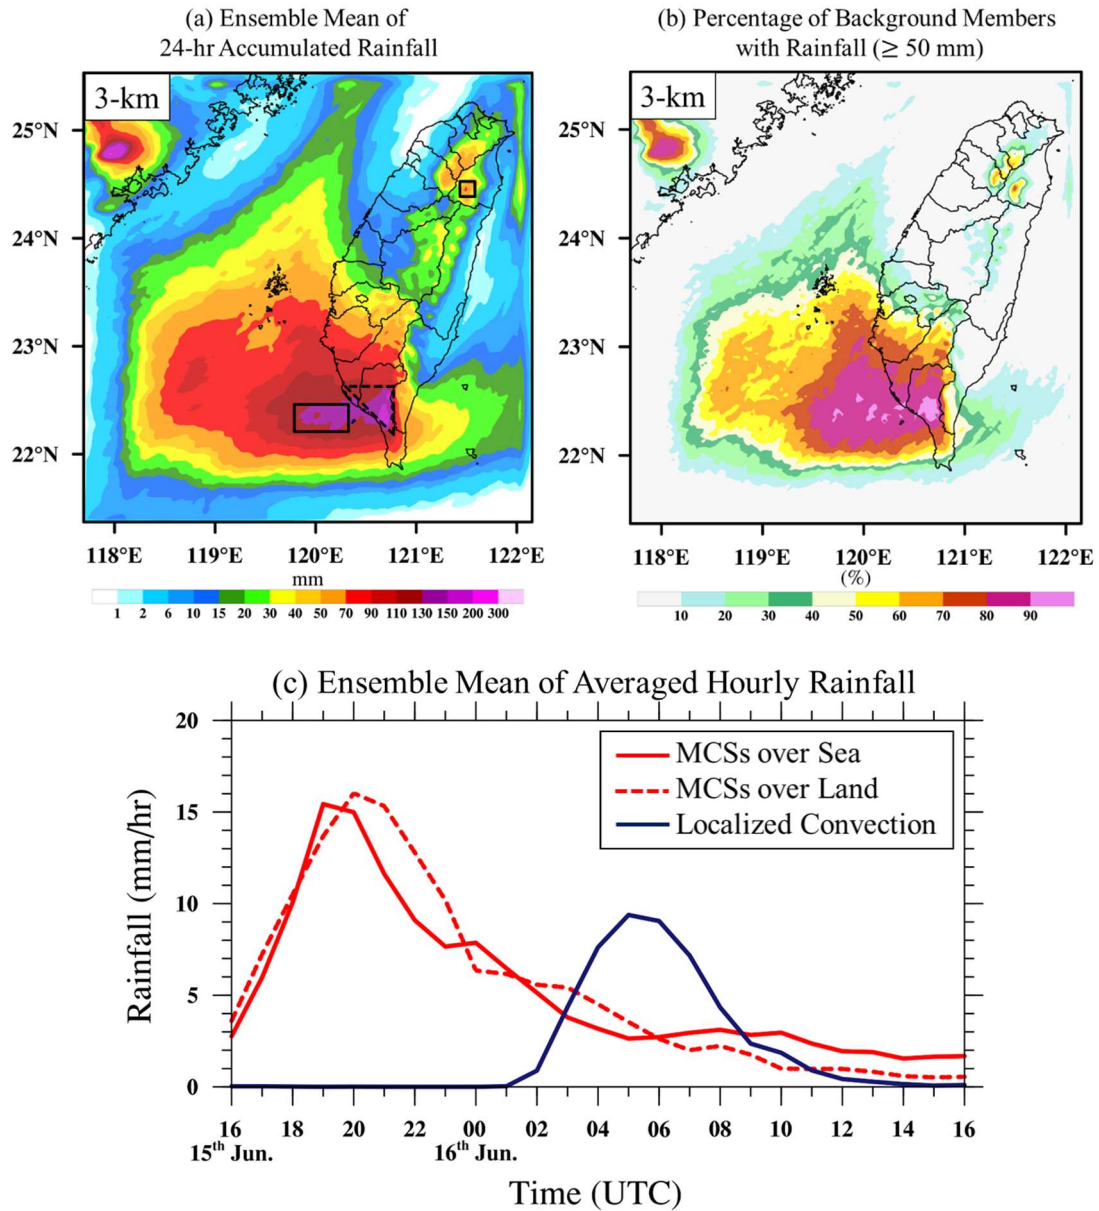 (a) Ensemble Mean of
24-hr Accumulated Rainfall
(b) Percentage of Background Members
with Rainfall (≥ 50 mm)
3-km
25°N
24°N
23°N
22°N
118°E 119°E 120°E 121°E 122°E
mm
1 2 6 10 15 20 30 40 50 70 90 110 130 150 200 300
3-km
25°N
24°N
23°N
22°N
118°E 119°E 120°E 121°E 122°E
(%)
10 20 30 40 50 60 70 80 90
(c) Ensemble Mean of Averaged Hourly Rainfall
Rainfall (mm/hr)
20
15
10
5
0
MCSs over Sea
MCSs over Land
Localized Convection
16 18 20 22 00 02 04 06 08 10 12 14 16
15th Jun. 16th Jun.
Time (UTC)